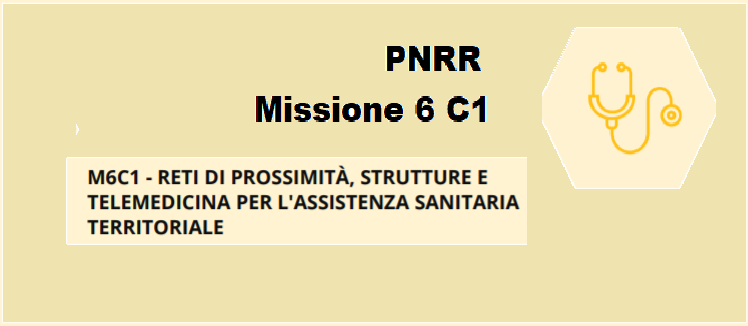 PNRR
Missione 6 C1
M6C1 - RETI DI PROSSIMITÀ, STRUTTURE E
TELEMEDICINA PER L'ASSISTENZA SANITARIA
TERRITORIALE